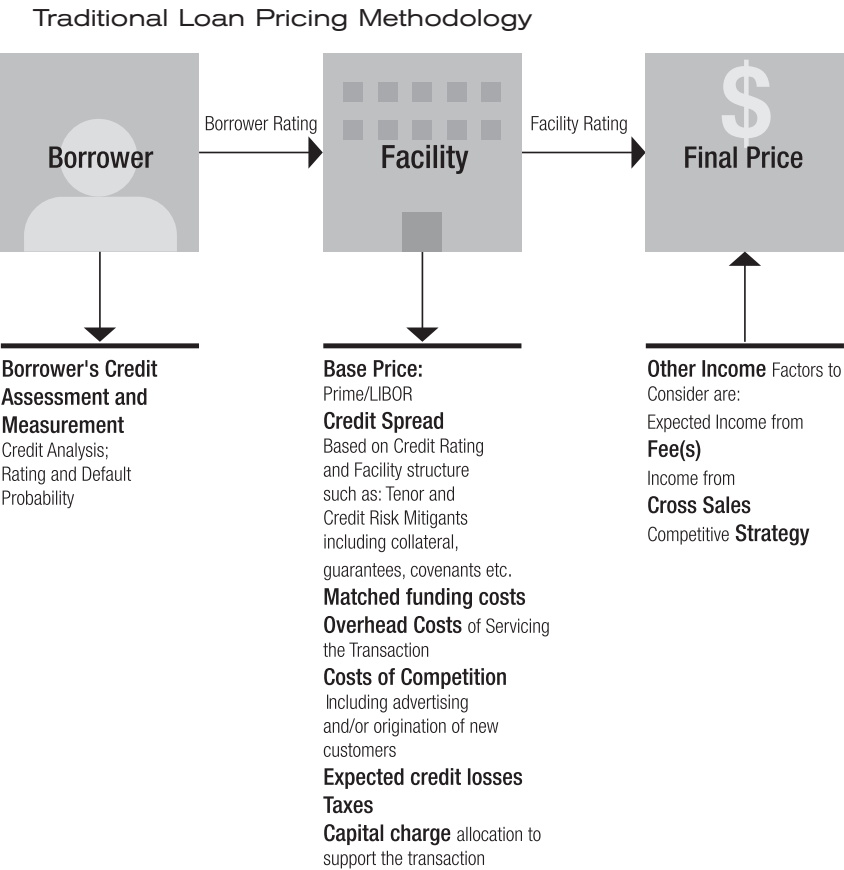 Traditional Loan Pricing Methodology
Borrower
Borrower Rating
Facility
Facility Rating
$
Final Price
Borrower's Credit
Assessment and
Measurement
Credit Analysis;
Rating and Default
Probability
Base Price:
Prime/LIBOR
Credit Spread
Based on Credit Rating
and Facility structure
such as: Tenor and
Credit Risk Mitigants
including collateral,
guarantees, covenants etc.
Matched funding costs
Overhead Costs of Servicing
the Transaction
Costs of Competition
Including advertising
and/or origination of new
customers
Expected credit losses
Taxes
Capital charge allocation to
support the transaction
Other Income Factors to
Consider are:
Expected Income from
Fee(s)
Income from
Cross Sales
Competitive Strategy